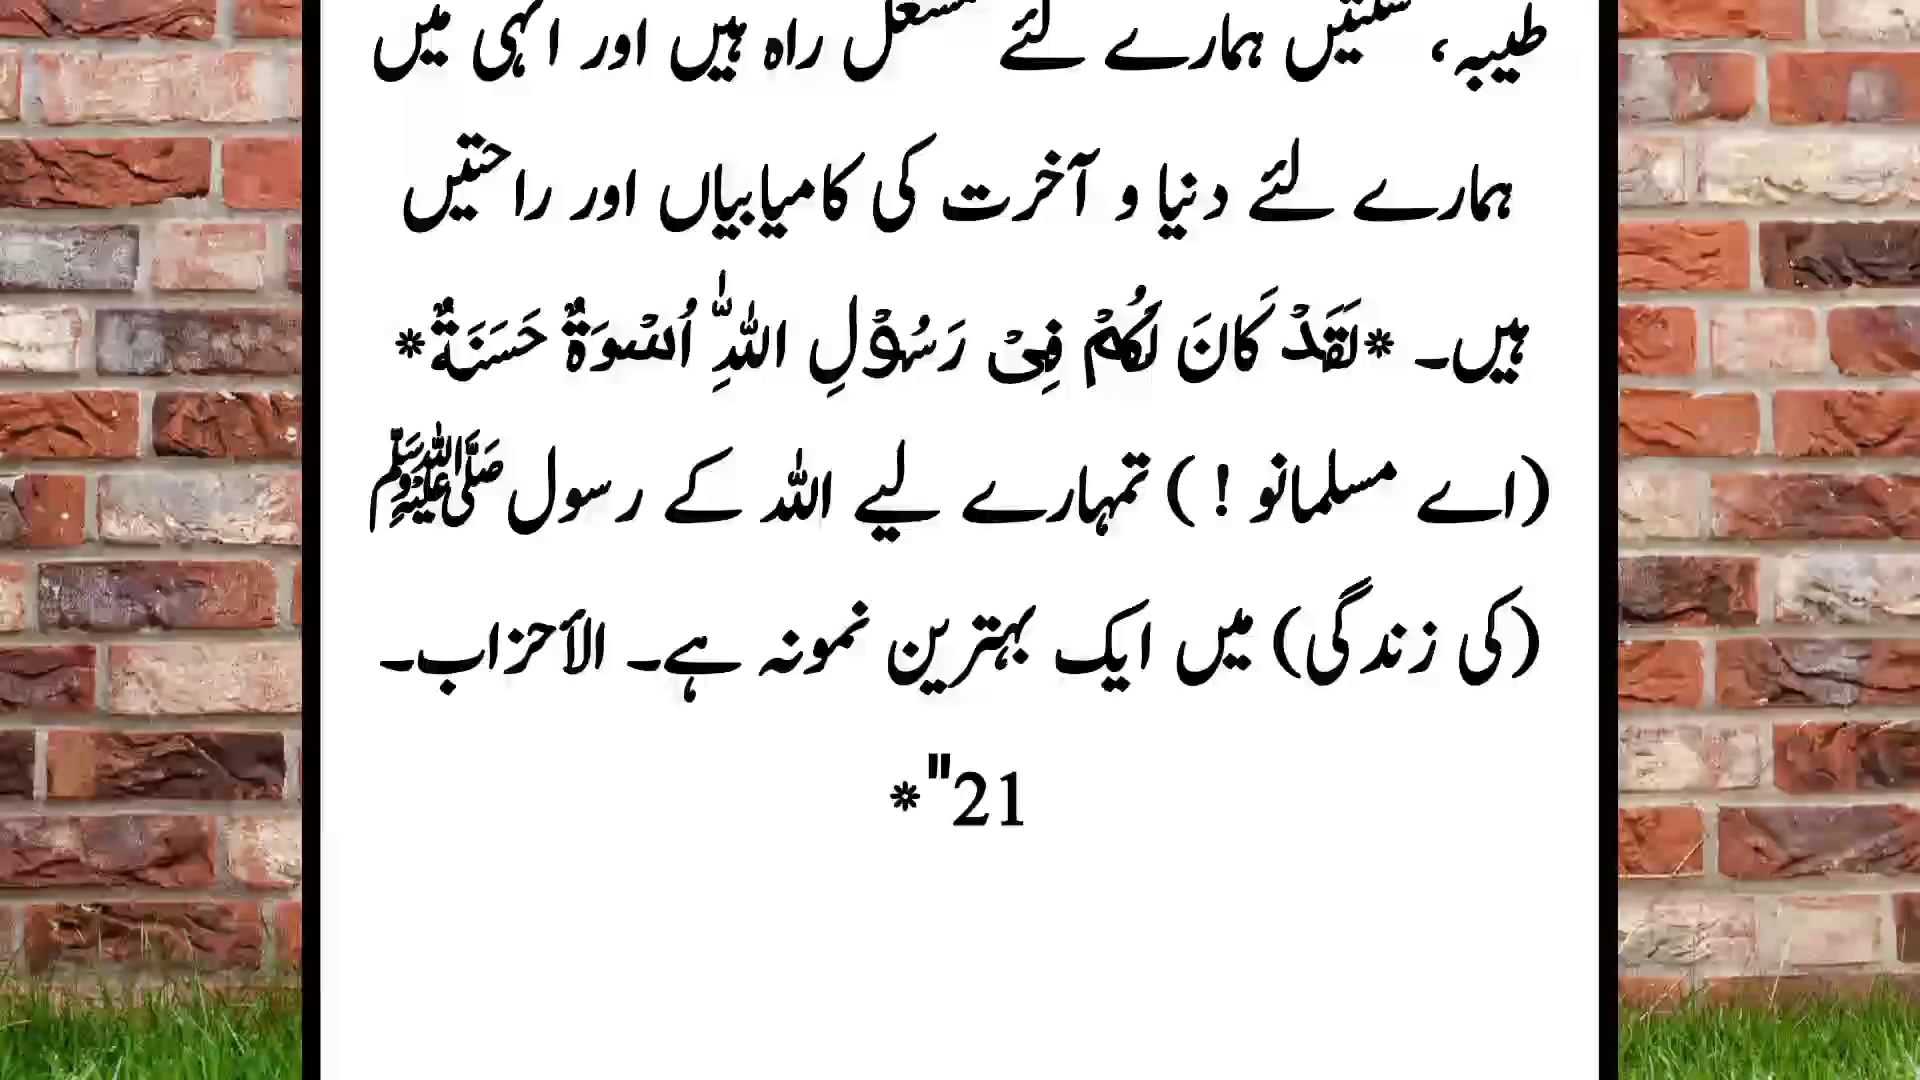 طیبہ، سنتیں ہمارے لئے مشعل راہ ہیں اور انہی میں
ہمارے لئے دنیا و آخرت کی کامیابیاں اور راحتیں
ہیں۔ *لَقَدْ كَانَ لَكُمْ فِىْ رَسُوْلِ اللّٰهِ اُسْوَةٌ حَسَنَةٌ*
(اے مسلمانو ! ) تمہارے لیے اللہ کے رسول ﷺ
(کی زندگی) میں ایک بہترین نمونہ ہے۔ الأحزاب۔
21"*